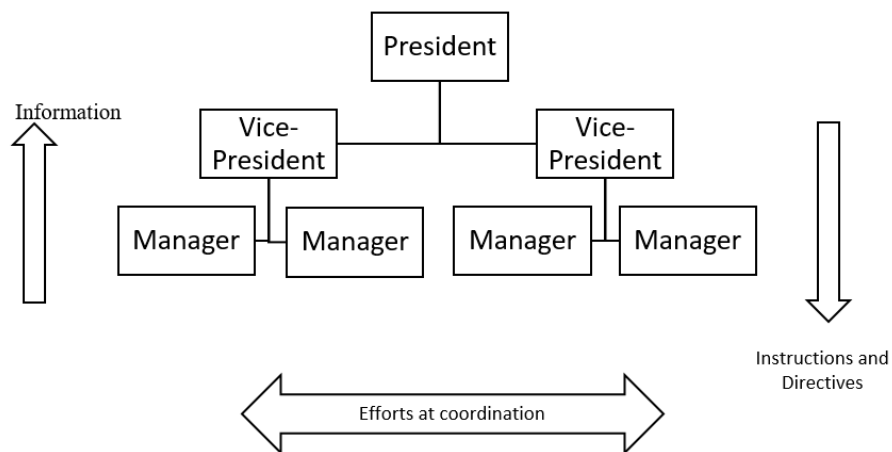 President
Information
Vice-
President
Vice-
President
Manager
Manager
Manager
Manager
Instructions and
Directives
Efforts at coordination